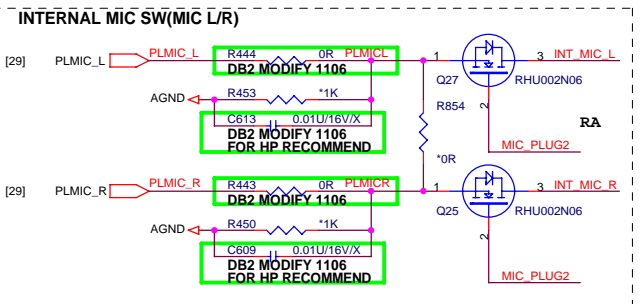 INTERNAL MIC SW(MIC L/R)
[29] PLMIC_L PLMIC_L R444 0R PLMICL 1 3 INT_MIC_L
Q27 RHU002N06
AGND R453 *1K R854 2 RA
C613 0.01U/16V/X
DB2 MODIFY 1106
DB2 MODIFY 1106
FOR HP RECOMMEND
MIC_PLUG2
*0R
[29] PLMIC_R PLMIC_R R443 0R PLMICR 1 3 INT_MIC_R
DB2 MODIFY 1106
Q25 RHU002N06
AGND R450 *1K 2
C609 0.01U/16V/X
DB2 MODIFY 1106
FOR HP RECOMMEND
MIC_PLUG2